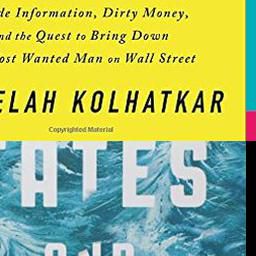 de Information, Dirty Money,
nd the Quest to Bring Down
ost Wanted Man on Wall Street
ELAH KOLHATKAR
Copyrighted Material
ATES
AND